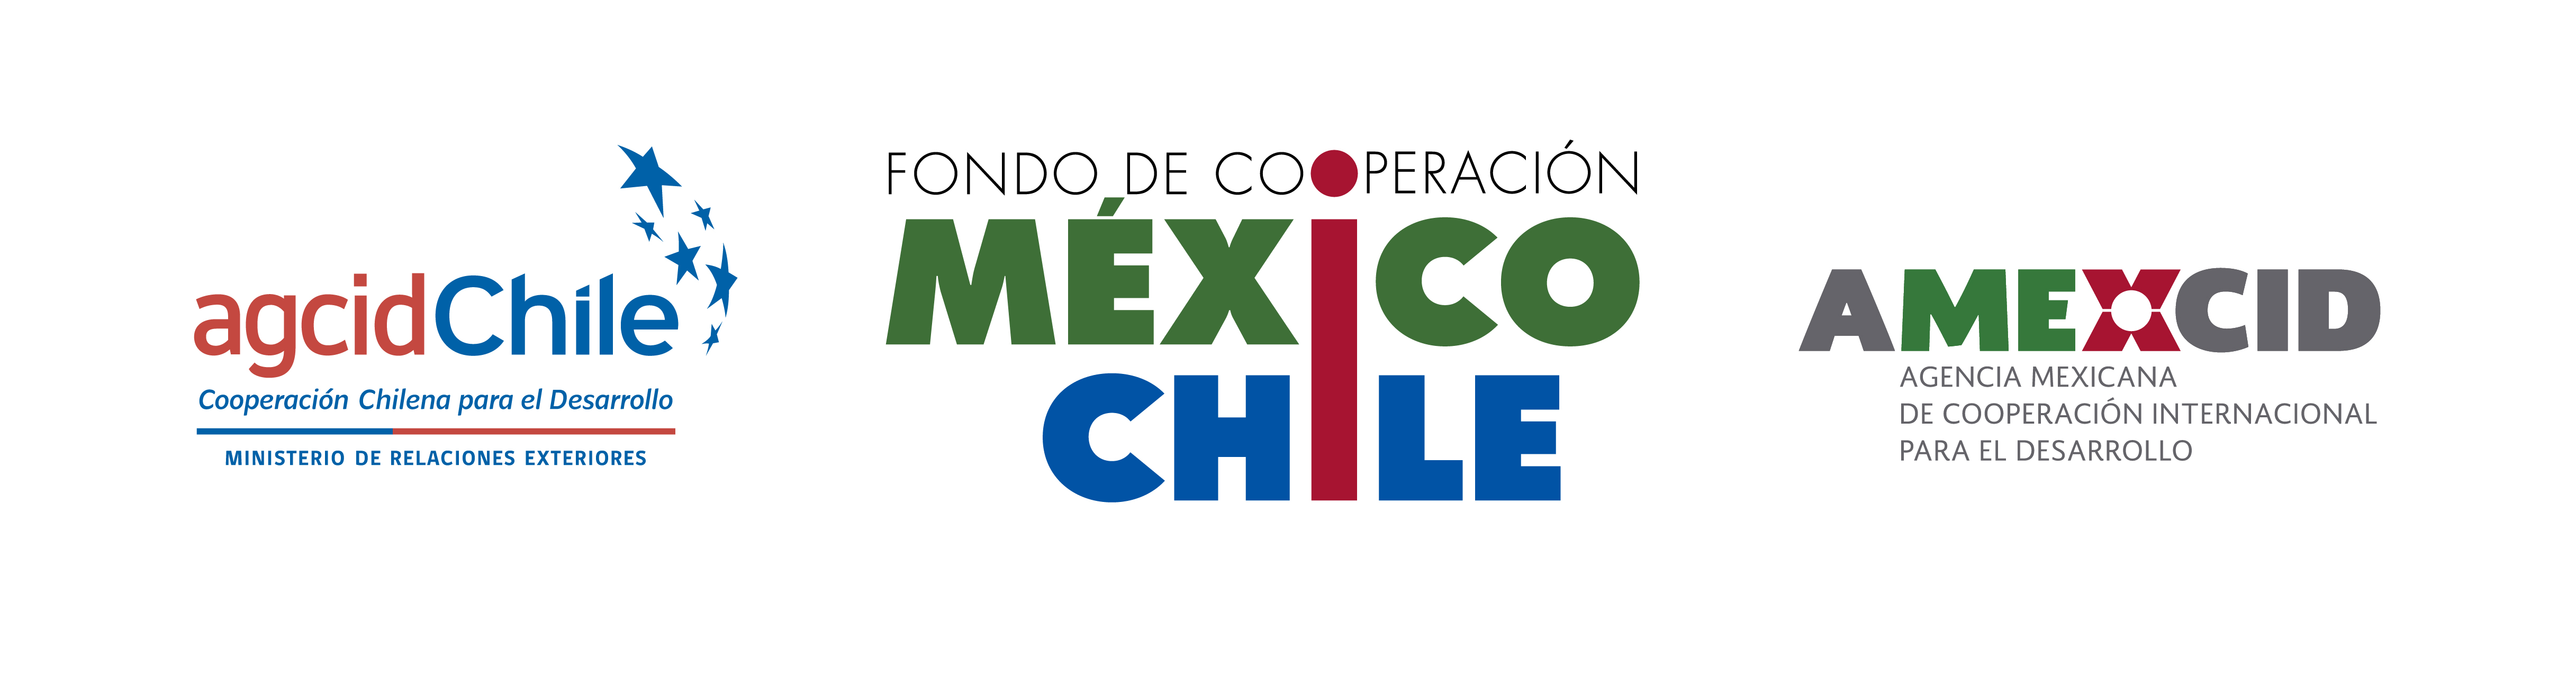 agcidChile
Cooperación Chilena para el Desarrollo
MINISTERIO DE RELACIONES EXTERIORES
FONDO DE COOPERACIÓN
MÉXICO
CHILE
AMEXCID
AGENCIA MEXICANA
DE COOPERACIÓN INTERNACIONAL
PARA EL DESARROLLO